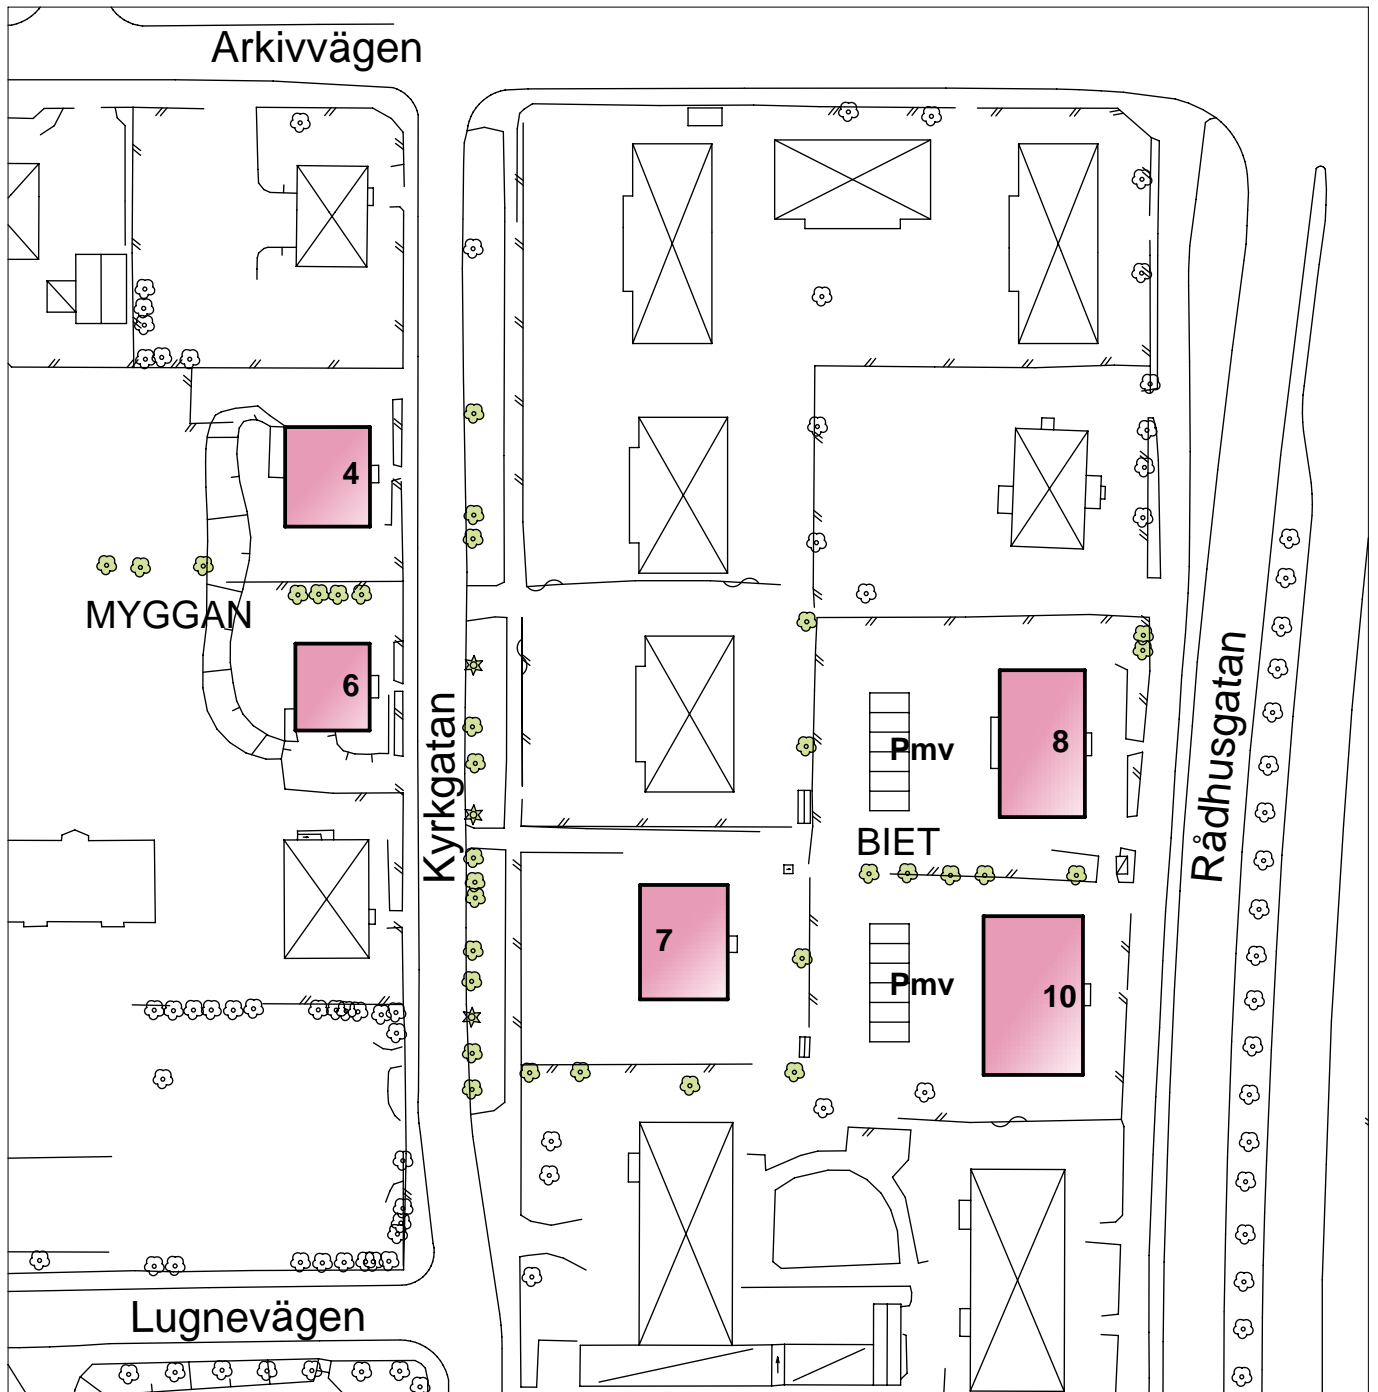 Arkivvägen
4
MYGGAN
6
Kyrkgatan
Pmv
8
Rådhusgatan
BIET
7
Pmv
10
Lugnevägen